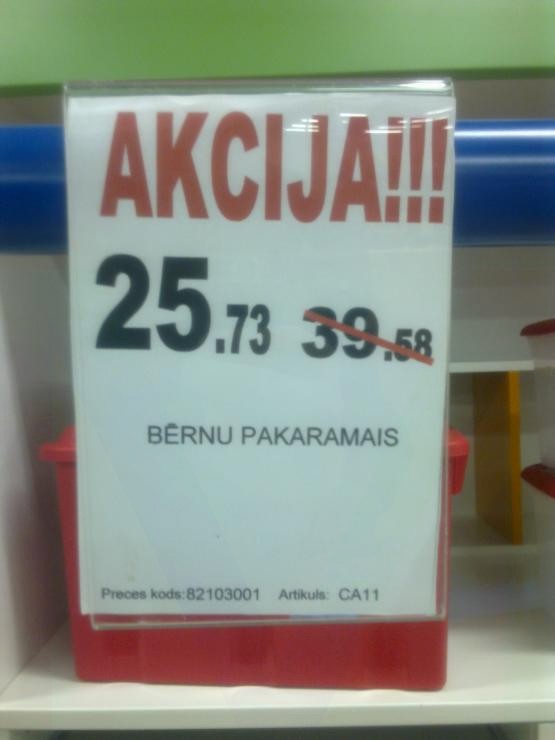 AKCIJA!!!
25.73 39.58
BĒRNU PAKARAMAIS
Preces kods:82103001 Artikuls: CA11